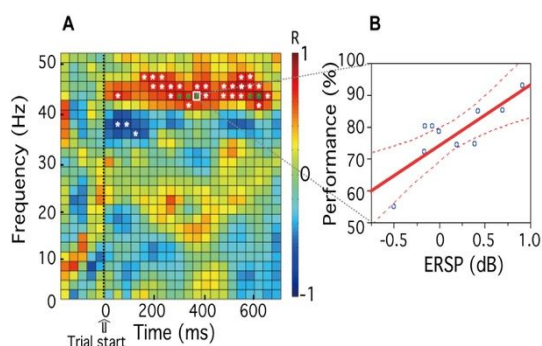 A
B
R
1
0
-1
Frequency (Hz)
50
40
30
20
10
0
0 200 400 600
Time (ms)
Trial start
Performance (%)
100
90
80
70
60
50
-0.5 0 0.5 1.0
ERSP (dB)